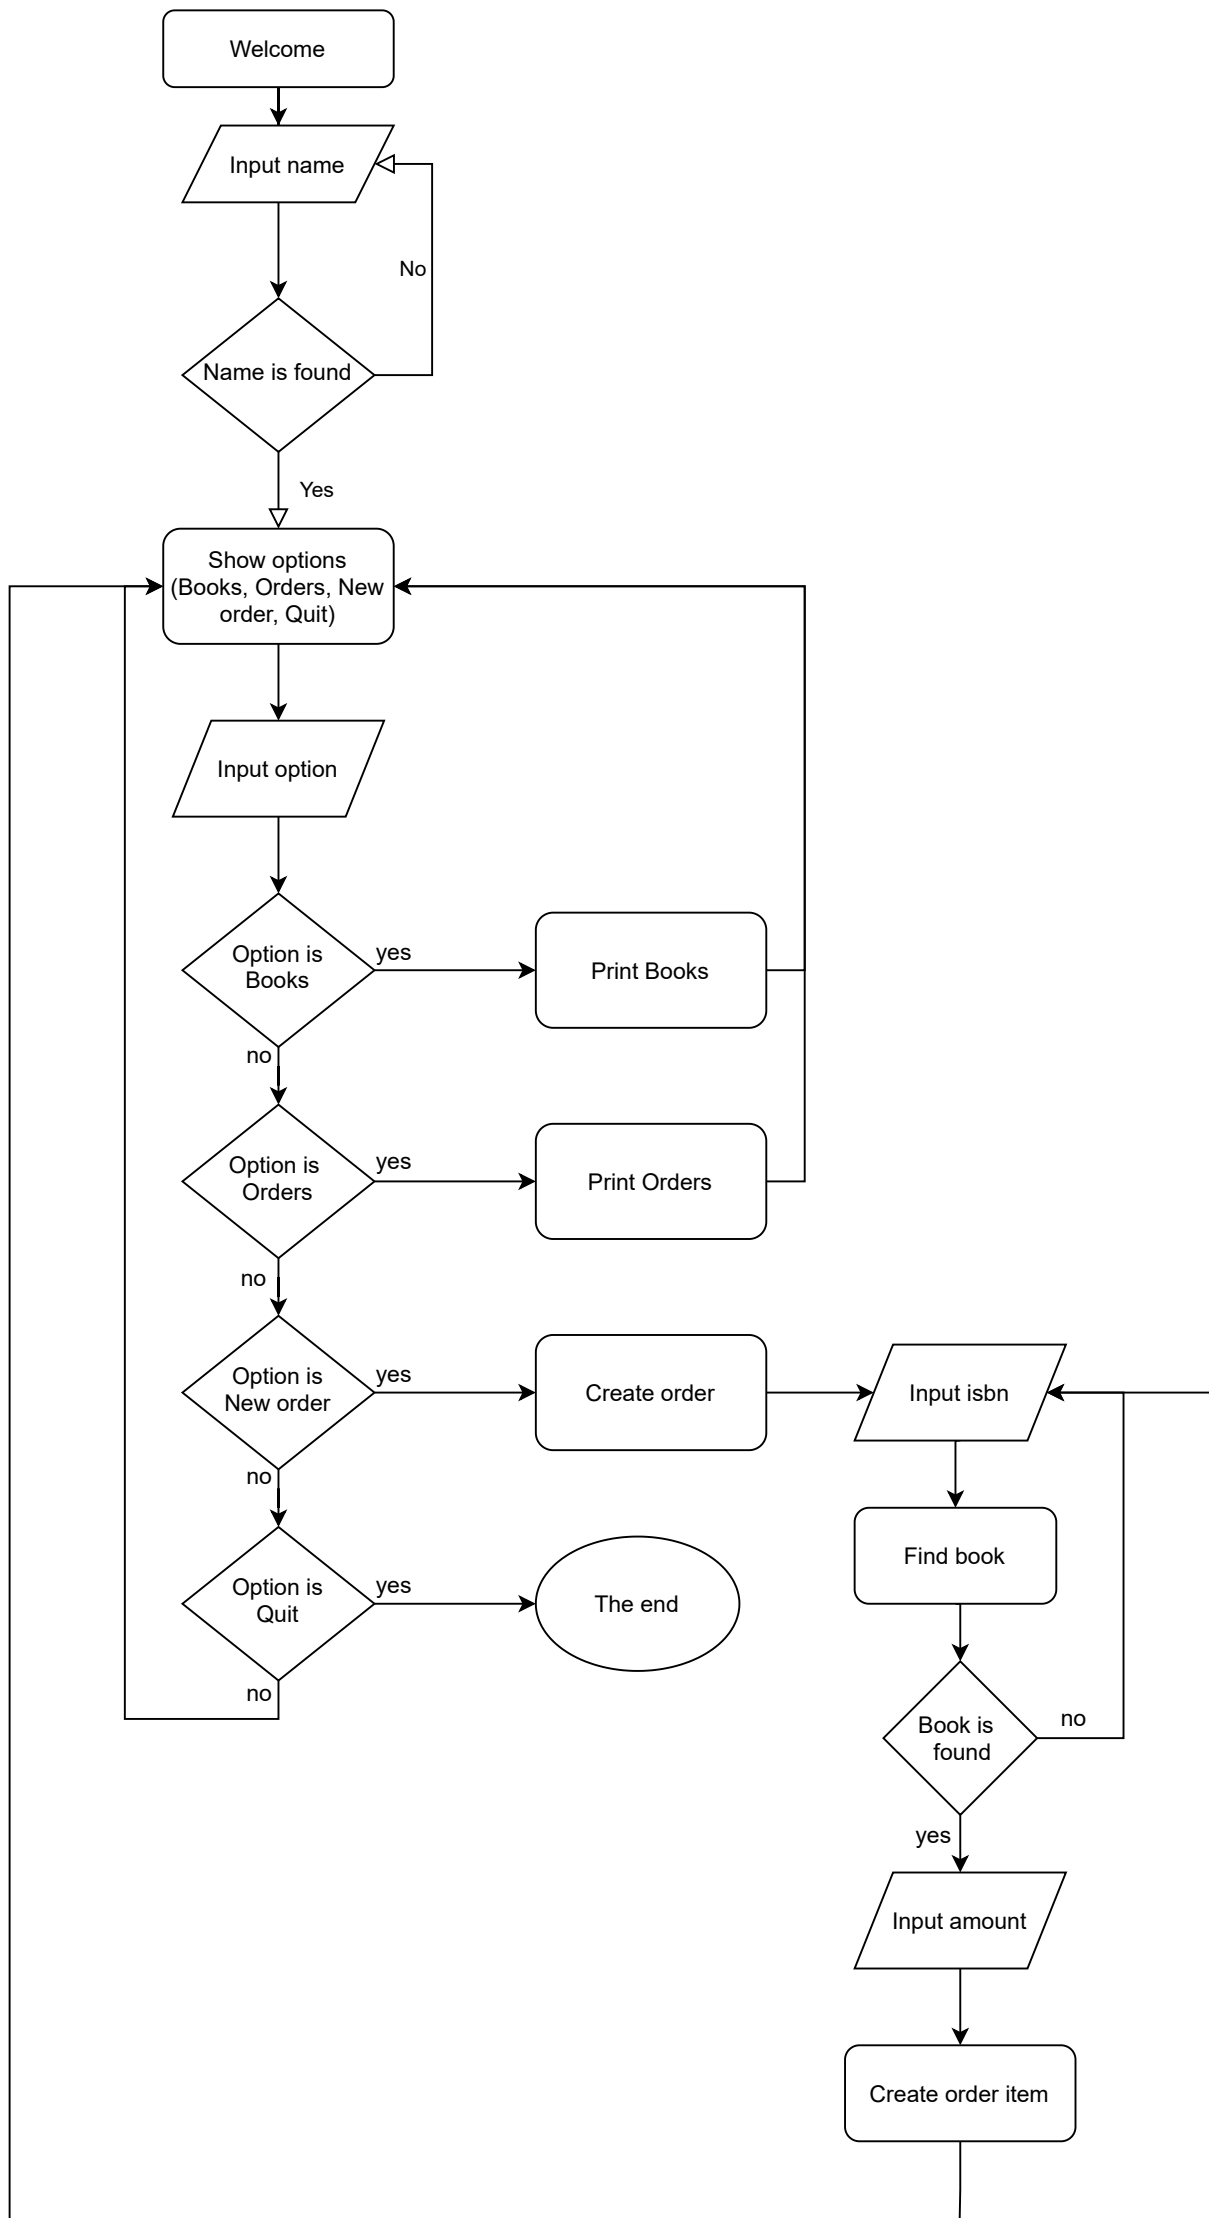 Welcome
Input name
No
Name is found
Yes
Show options
(Books, Orders, New
order, Quit)
Input option
Option is
Books
yes
Print Books
no
Option is
Orders
yes
Print Orders
no
Option is
New order
yes
Create order
Input isbn
no
Find book
Option is
Quit
yes
The end
no
Book is
found
no
yes
Input amount
Create order item